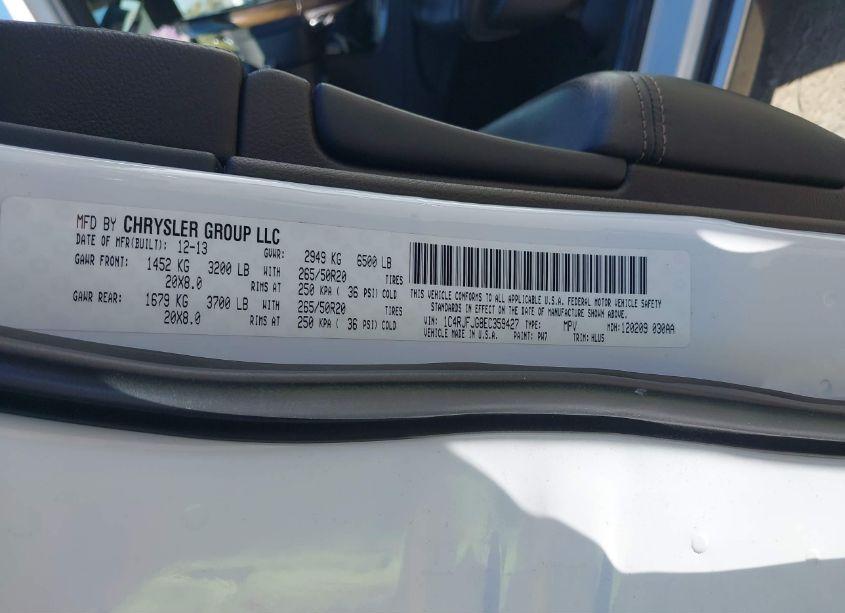 MFD BY CHRYSLER GROUP LLC
DATE OF MFR(BUILT): 12-13 GVWR: 2949 KG 6500 LB
GAWR FRONT: 1452 KG 3200 LB WITH 265/50R20 TIRES
20X8.0 RIMS AT 250 KPA ( 36 PSI) COLD
GAWR REAR: 1679 KG 3700 LB WITH 265/50R20 TIRES
20X8.0 RIMS AT 250 KPA ( 36 PSI) COLD
THIS VEHICLE CONFORMS TO ALL APPLICABLE U.S.A. FEDERAL MOTOR VEHICLE SAFETY
STANDARDS IN EFFECT ON THE DATE OF MANUFACTURE SHOWN ABOVE.
VIN: 1C4RJFJG8EC359427 TYPE: MPV MDH: 120209 030AA
VEHICLE MADE IN U.S.A. PAINT: PW7 TRIM: HLU5